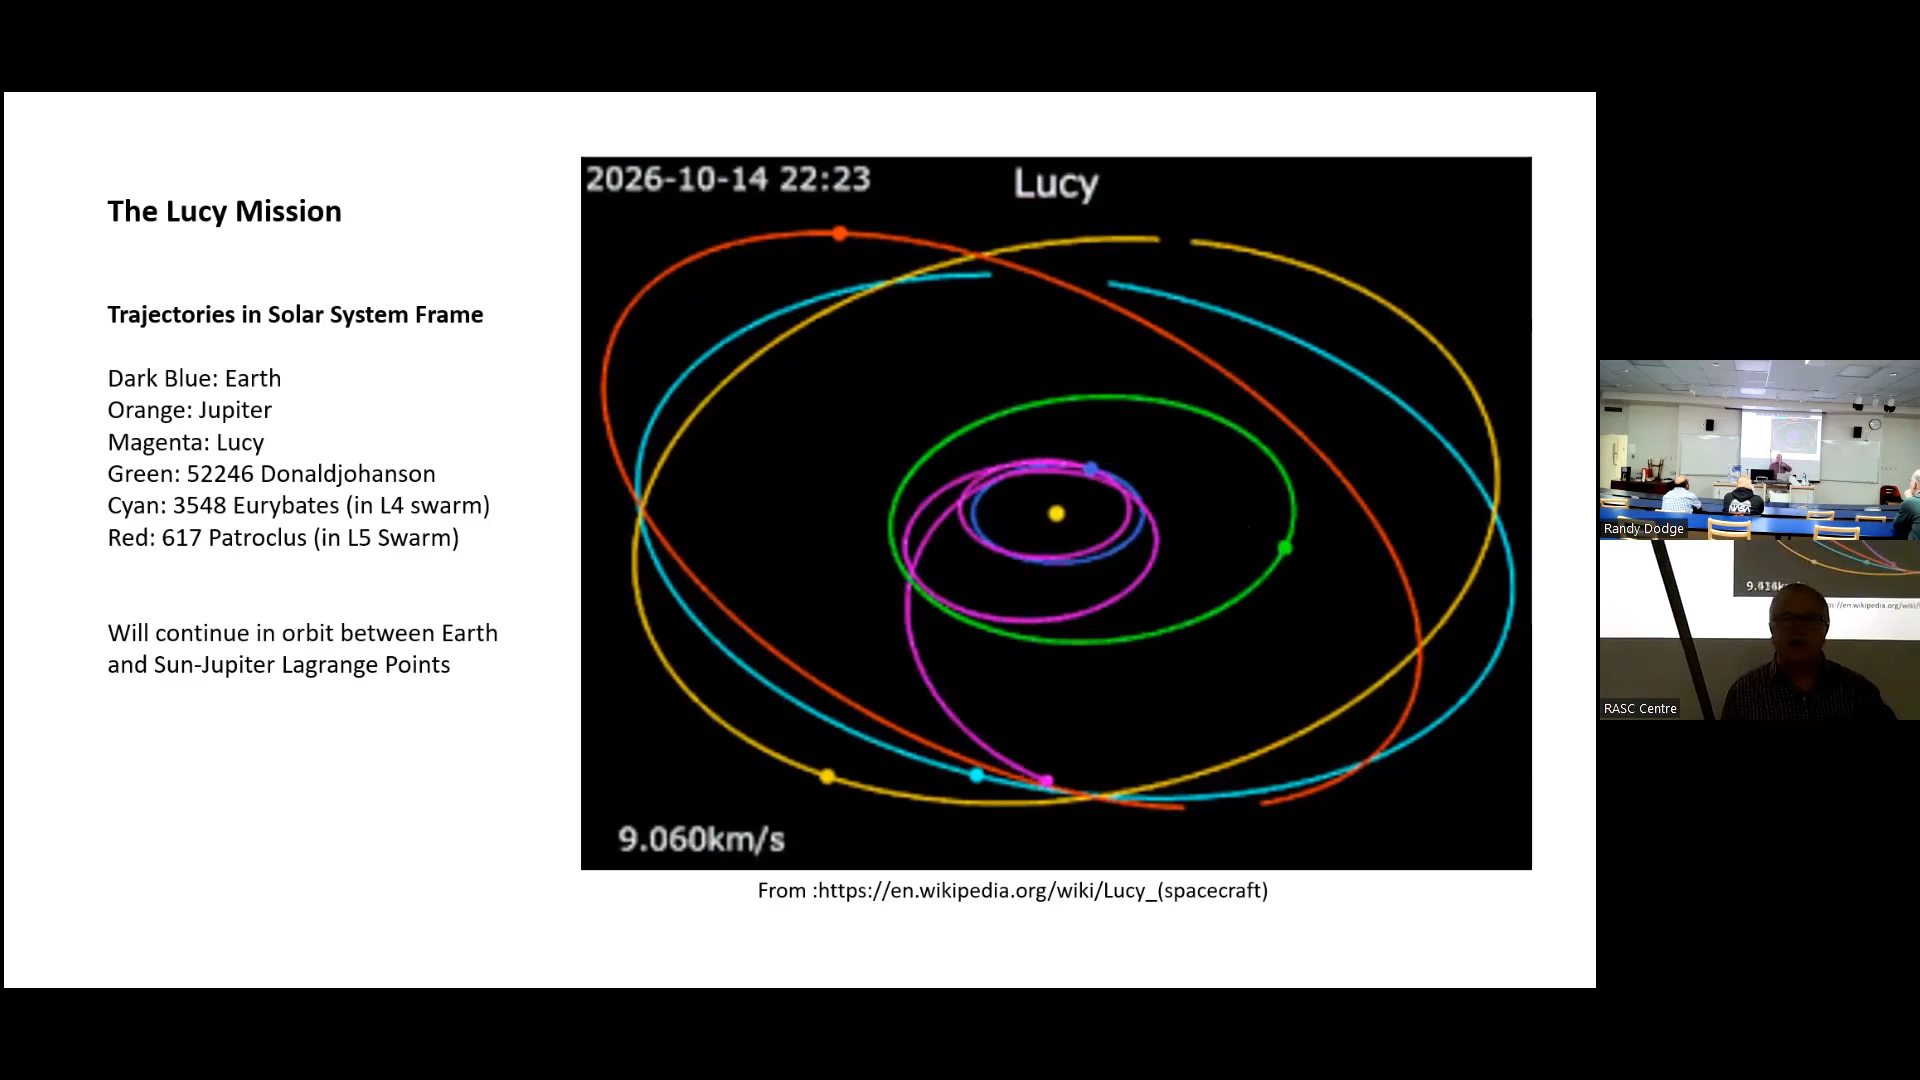 The Lucy Mission
Trajectories in Solar System Frame
Dark Blue: Earth
Orange: Jupiter
Magenta: Lucy
Green: 52246 Donaldjohanson
Cyan: 3548 Eurybates (in L4 swarm)
Red: 617 Patroclus (in L5 Swarm)
Will continue in orbit between Earth
and Sun-Jupiter Lagrange Points
2026-10-14 22:23
Lucy
9.060km/s
From :https://en.wikipedia.org/wiki/Lucy_(spacecraft)
Randy Dodge
RASC Centre